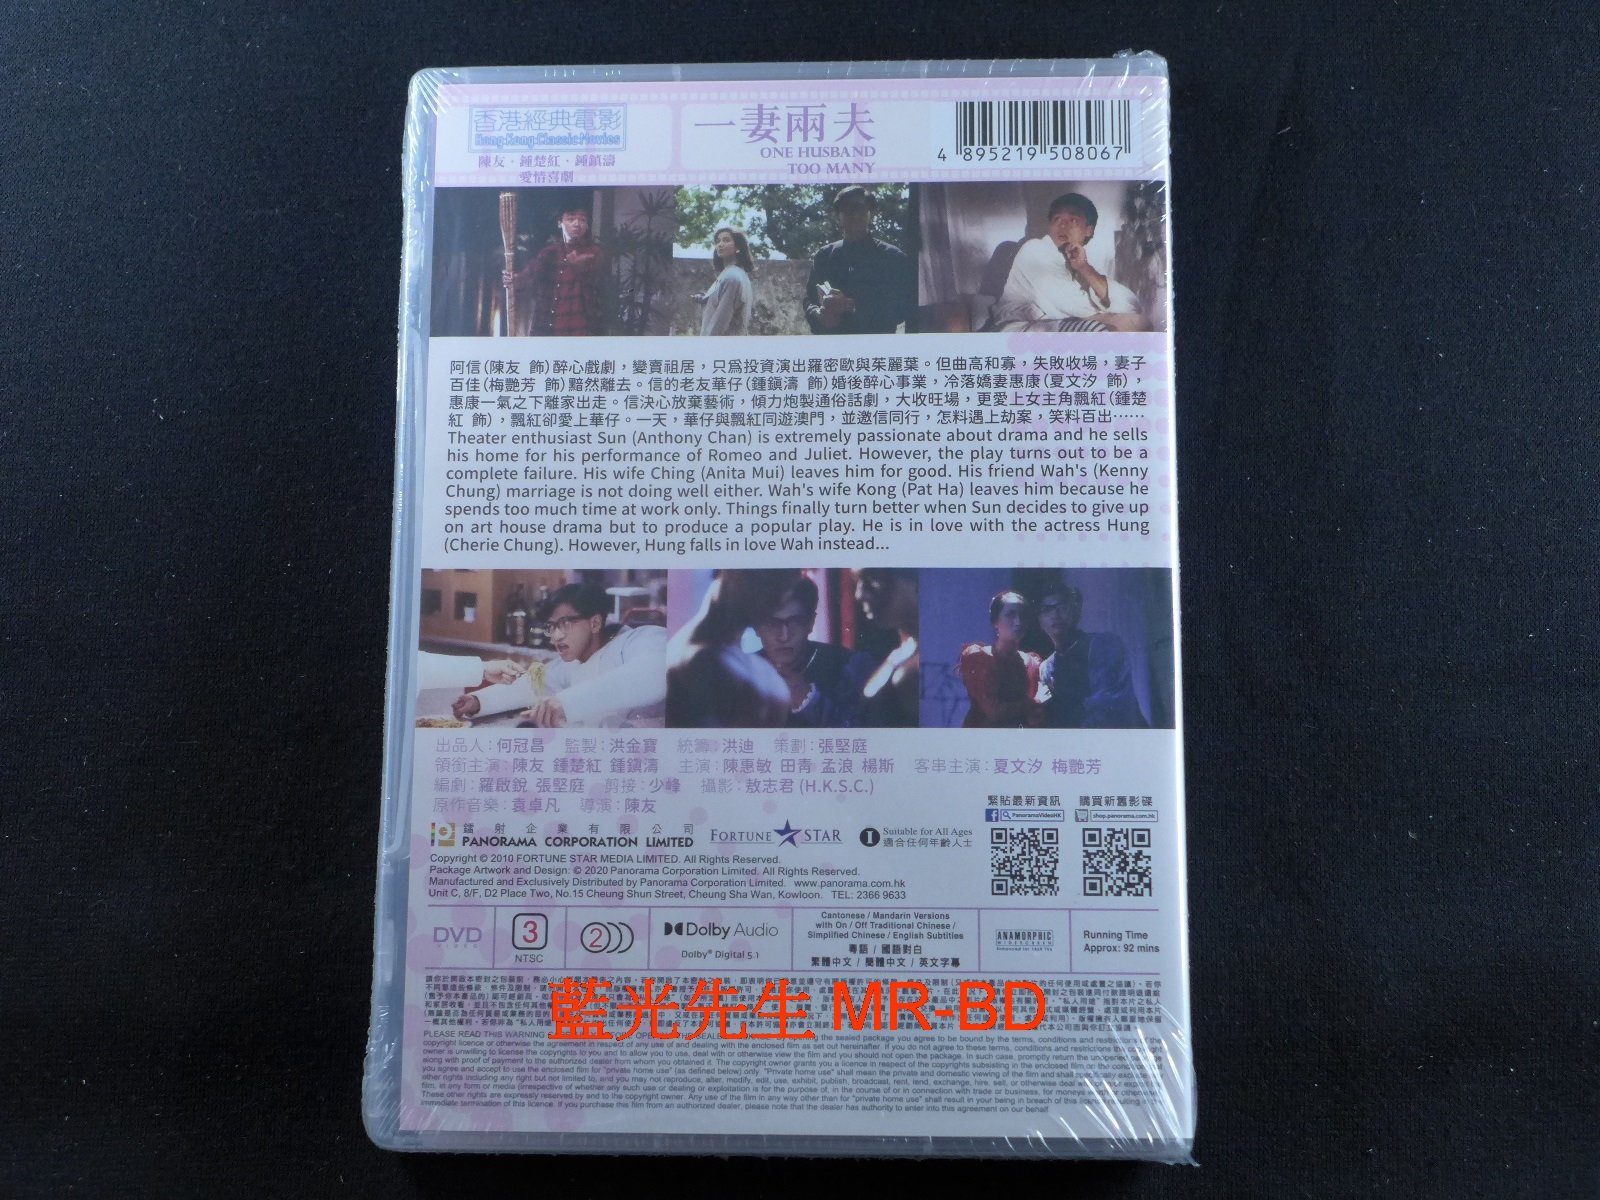 香港經典電影
Hong Kong Classic Movies
陳友 · 鍾楚紅 · 鍾鎮濤
愛情喜劇
一妻兩夫
ONE HUSBAND
TOO MANY
4 895219 508067
阿信(陳友 飾)醉心戲劇，變賣祖居，只為投資演出羅密歐與茱麗葉。但曲高和寡，失敗收場，妻子
百佳(梅艷芳 飾)黯然離去。信的老友華仔(鍾鎮濤 飾)婚後醉心事業，冷落嬌妻惠康(夏文汐 飾)，
惠康一氣之下離家出走。信決心放棄藝術，傾力炮製通俗話劇，大收旺場，更愛上女主角飄紅(鍾楚
紅 飾)，飄紅卻愛上華仔。一天，華仔與飄紅同遊澳門，並邀信同行，怎料遇上劫案，笑料百出……
Theater enthusiast Sun (Anthony Chan) is extremely passionate about drama and he sells
his home for his performance of Romeo and Juliet. However, the play turns out to be a
complete failure. His wife Ching (Anita Mui) leaves him for good. His friend Wah's (Kenny
Chung) marriage is not doing well either. Wah's wife Kong (Pat Ha) leaves him because he
spends too much time at work only. Things finally turn better when Sun decides to give up
on art house drama but to produce a popular play. He is in love with the actress Hung
(Cherie Chung). However, Hung falls in love Wah instead...
出品人：何冠昌 監製：洪金寶 統籌：洪迪 策劃：張堅庭
領銜主演：陳友 鍾楚紅 鍾鎮濤 主演：陳惠敏 田青 孟浪 楊斯 客串主演：夏文汐 梅艷芳
編劇：羅啟銳 張堅庭 剪接：少峰 攝影：敖志君 (H.K.S.C.)
原作音樂：袁卓凡 導演：陳友
緊貼最新資訊 購買新舊影碟
PanoramaVideoHK shop.panorama.com.hk
鐳射企業有限公司
PANORAMA CORPORATION LIMITED
FORTUNE STAR
I Suitable for All Ages
適合任何年齡人士
Copyright © 2010 FORTUNE STAR MEDIA LIMITED. All Rights Reserved.
Package Artwork and Design: © 2020 Panorama Corporation Limited. All Rights Reserved.
Manufactured and Exclusively Distributed by Panorama Corporation Limited. www.panorama.com.hk
Unit C, 8/F, D2 Place Two, No.15 Cheung Shun Street, Cheung Sha Wan, Kowloon. TEL: 2366 9633
DVD
VIDEO
3
NTSC
2
Dolby Audio
Dolby® Digital 5.1
Cantonese / Mandarin Versions
with On / Off Traditional Chinese /
Simplified Chinese / English Subtitles
粵語 / 國語對白
繁體中文 / 簡體中文 / 英文字幕
ANAMORPHIC
WIDESCREEN
Running Time
Approx: 92 mins
藍光先生 MR-BD